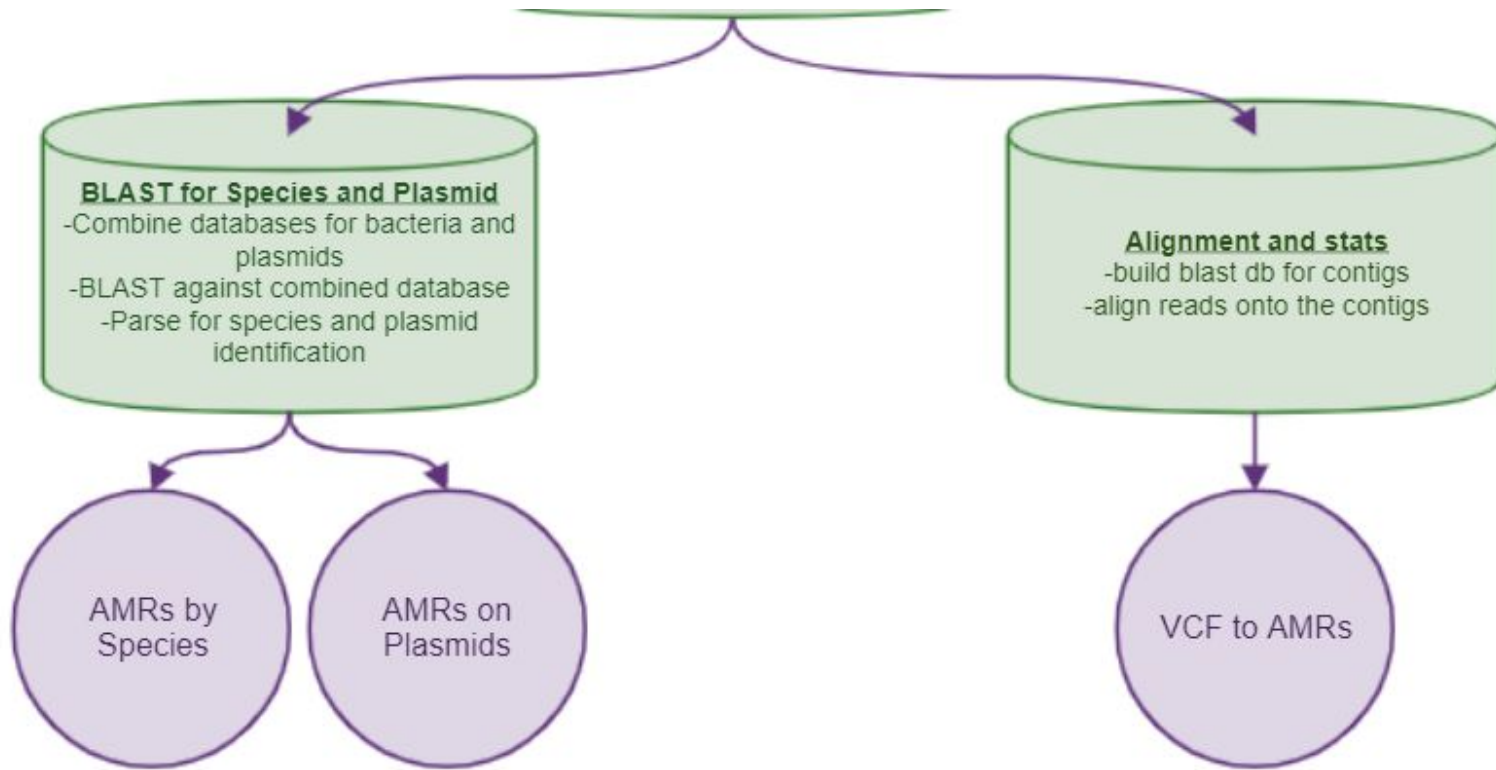 BLAST for Species and Plasmid
-Combine databases for bacteria and
plasmids
-BLAST against combined database
-Parse for species and plasmid
identification
Alignment and stats
-build blast db for contigs
-align reads onto the contigs
AMRs by
Species
AMRs on
Plasmids
VCF to AMRs